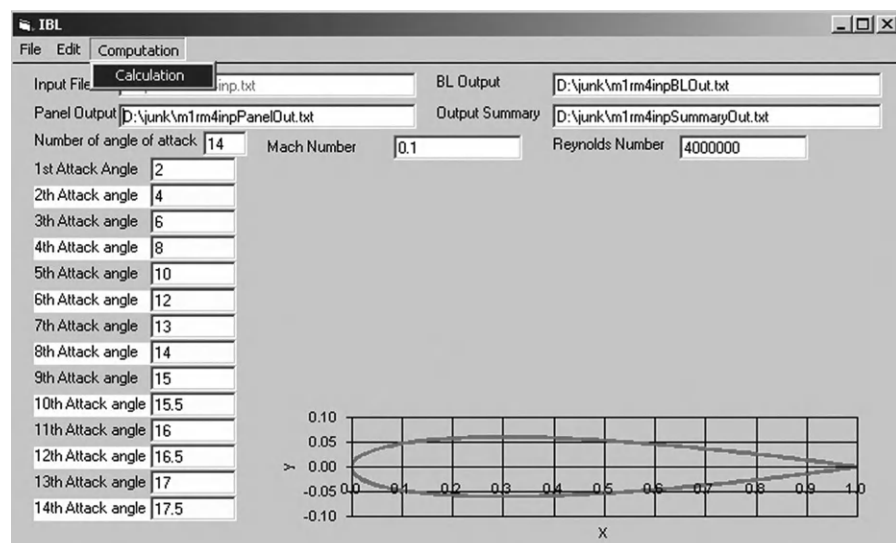 IBL
File Edit Computation
Calculation
Input File inp.txt BL Output D:\junk\m1rm4inpBLOut.txt
Panel Output D:\junk\m1rm4inpPanelOut.txt Output Summary D:\junk\m1rm4inpSummaryOut.txt
Number of angle of attack 14 Mach Number 0.1 Reynolds Number 4000000
1st Attack Angle 2
2th Attack angle 4
3th Attack angle 6
4th Attack angle 8
5th Attack angle 10
6th Attack angle 12
7th Attack angle 13
8th Attack angle 14
9th Attack angle 15
10th Attack angle 15.5
11th Attack angle 16
12th Attack angle 16.5
13th Attack angle 17
14th Attack angle 17.5
0.10
0.05
Y 0.00
-0.05 0.0 0.1 0.2 0.3 0.4 0.5 0.6 0.7 0.8 0.9 1.0
-0.10
X